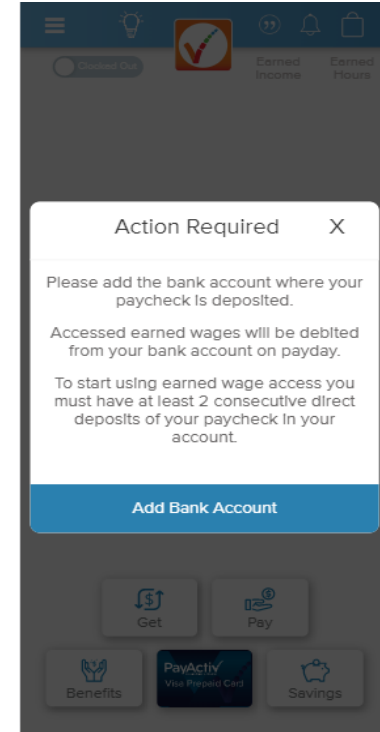 Clocked Out
Earned Earned
Income Hours
Action Required X
Please add the bank account where your
paycheck is deposited.
Accessed earned wages will be debited
from your bank account on payday.
To start using earned wage access you
must have at least 2 consecutive direct
deposits of your paycheck in your
account.
Add Bank Account
Get Pay
PayActiv
Visa Prepaid Card
Benefits Savings